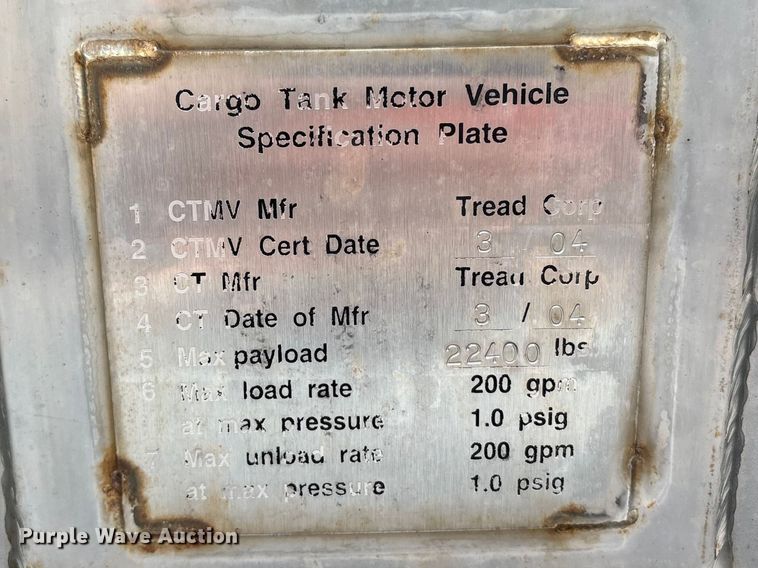 Cargo Tank Motor Vehicle
Specification Plate
1 CTMV Mfr Tread Corp
2 CTMV Cert Date 3 / 04
3 CT Mfr Tread Corp
4 CT Date of Mfr 3 / 04
5 Max payload 22400 lbs
6 Max load rate 200 gpm
at max pressure 1.0 psig
7 Max unload rate 200 gpm
at max pressure 1.0 psig
Purple Wave Auction